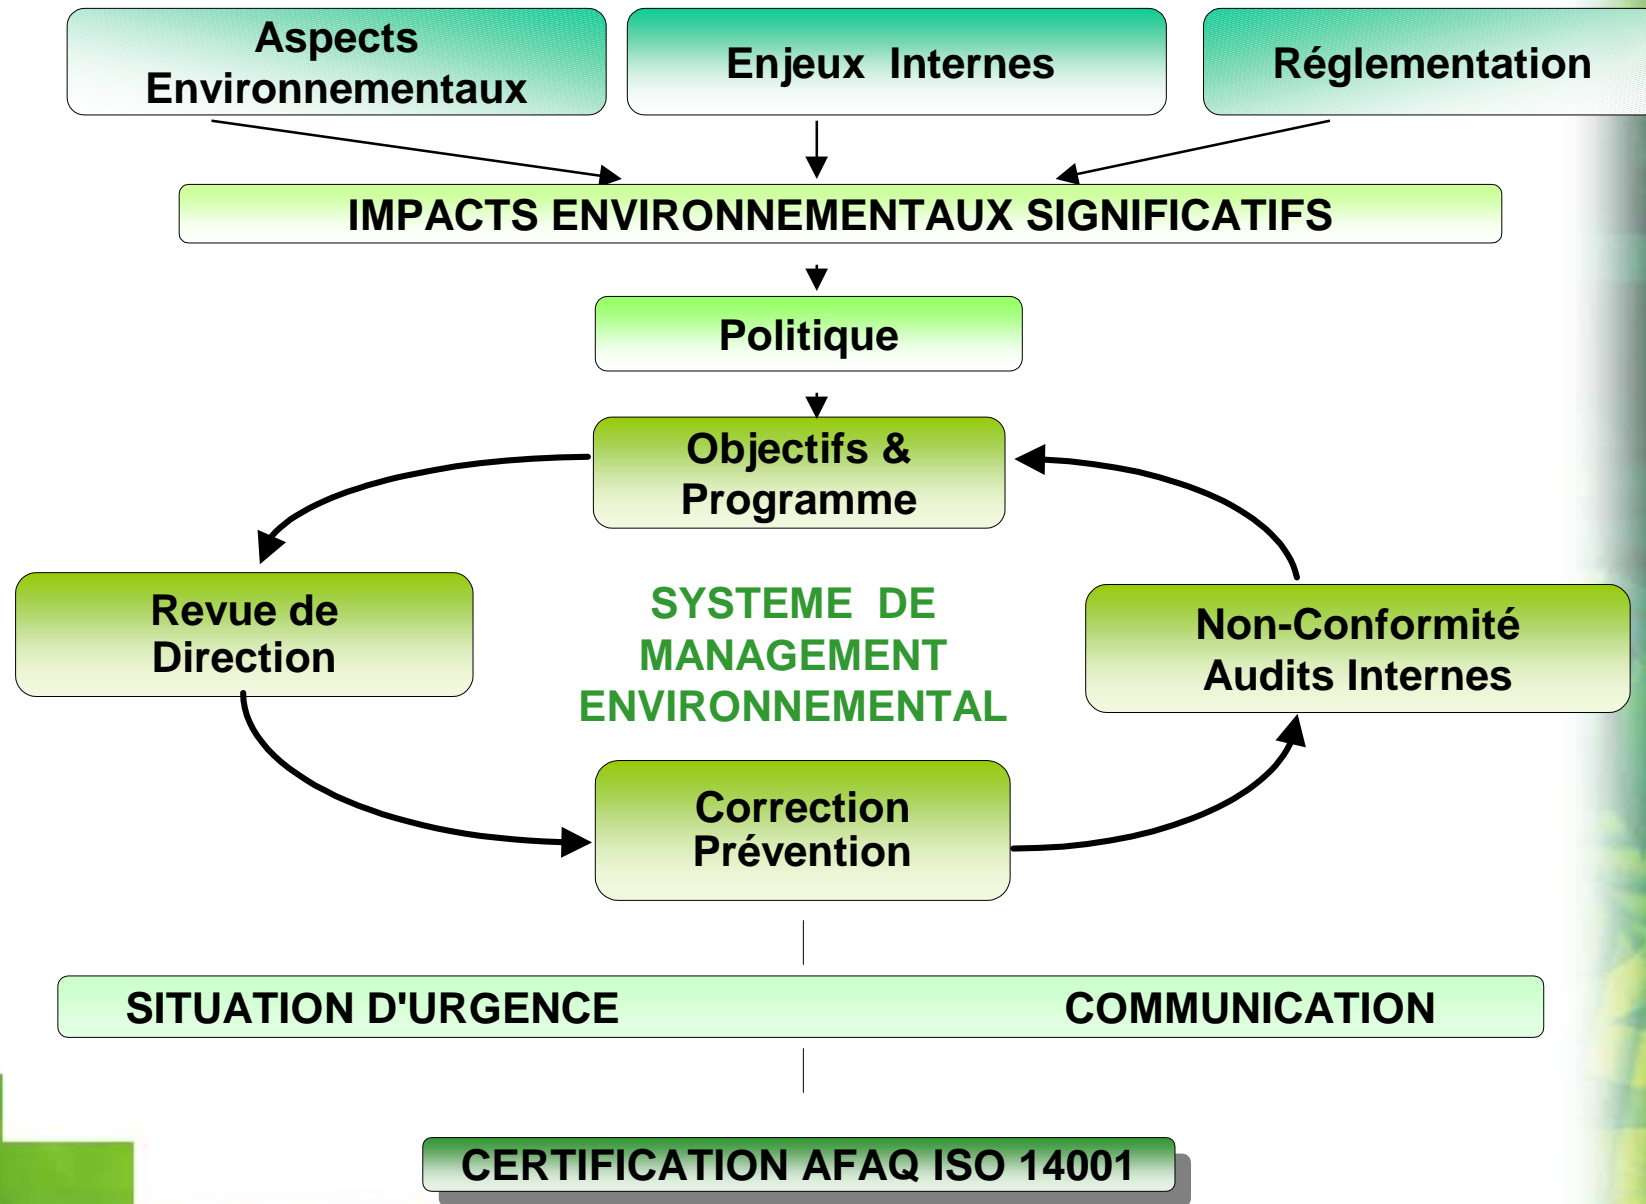 Aspects
Environnementaux
Enjeux Internes
Réglementation
IMPACTS ENVIRONNEMENTAUX SIGNIFICATIFS
Politique
Objectifs &
Programme
Revue de
Direction
SYSTEME DE
MANAGEMENT
ENVIRONNEMENTAL
Non-Conformité
Audits Internes
Correction
Prévention
SITUATION D'URGENCE
COMMUNICATION
CERTIFICATION AFAQ ISO 14001